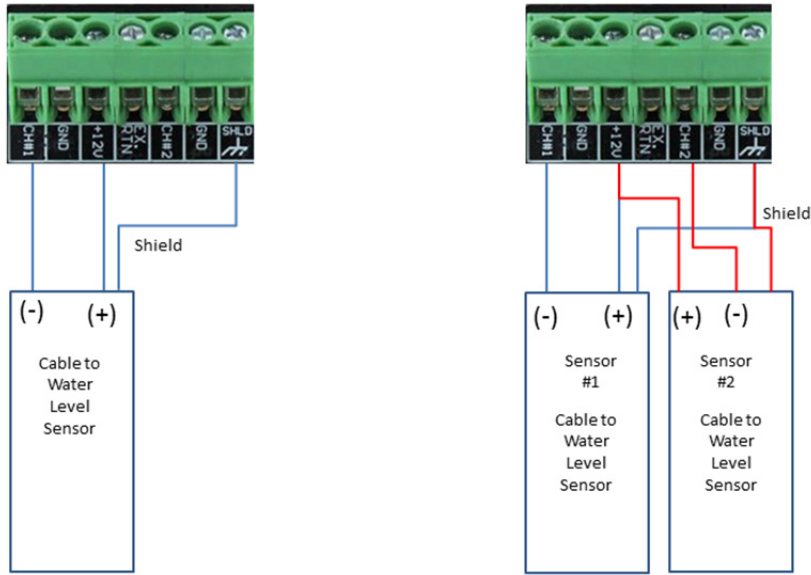 CH#1
GND
+12V
EX.
RTN
CH#2
GND
SHLD
Shield
(-)
(+)
Cable to
Water
Level
Sensor
CH#1
GND
+12V
EX.
RTN
CH#2
GND
SHLD
Shield
(-)
(+)
(+)
(-)
Sensor
#1
Cable to
Water
Level
Sensor
Sensor
#2
Cable to
Water
Level
Sensor